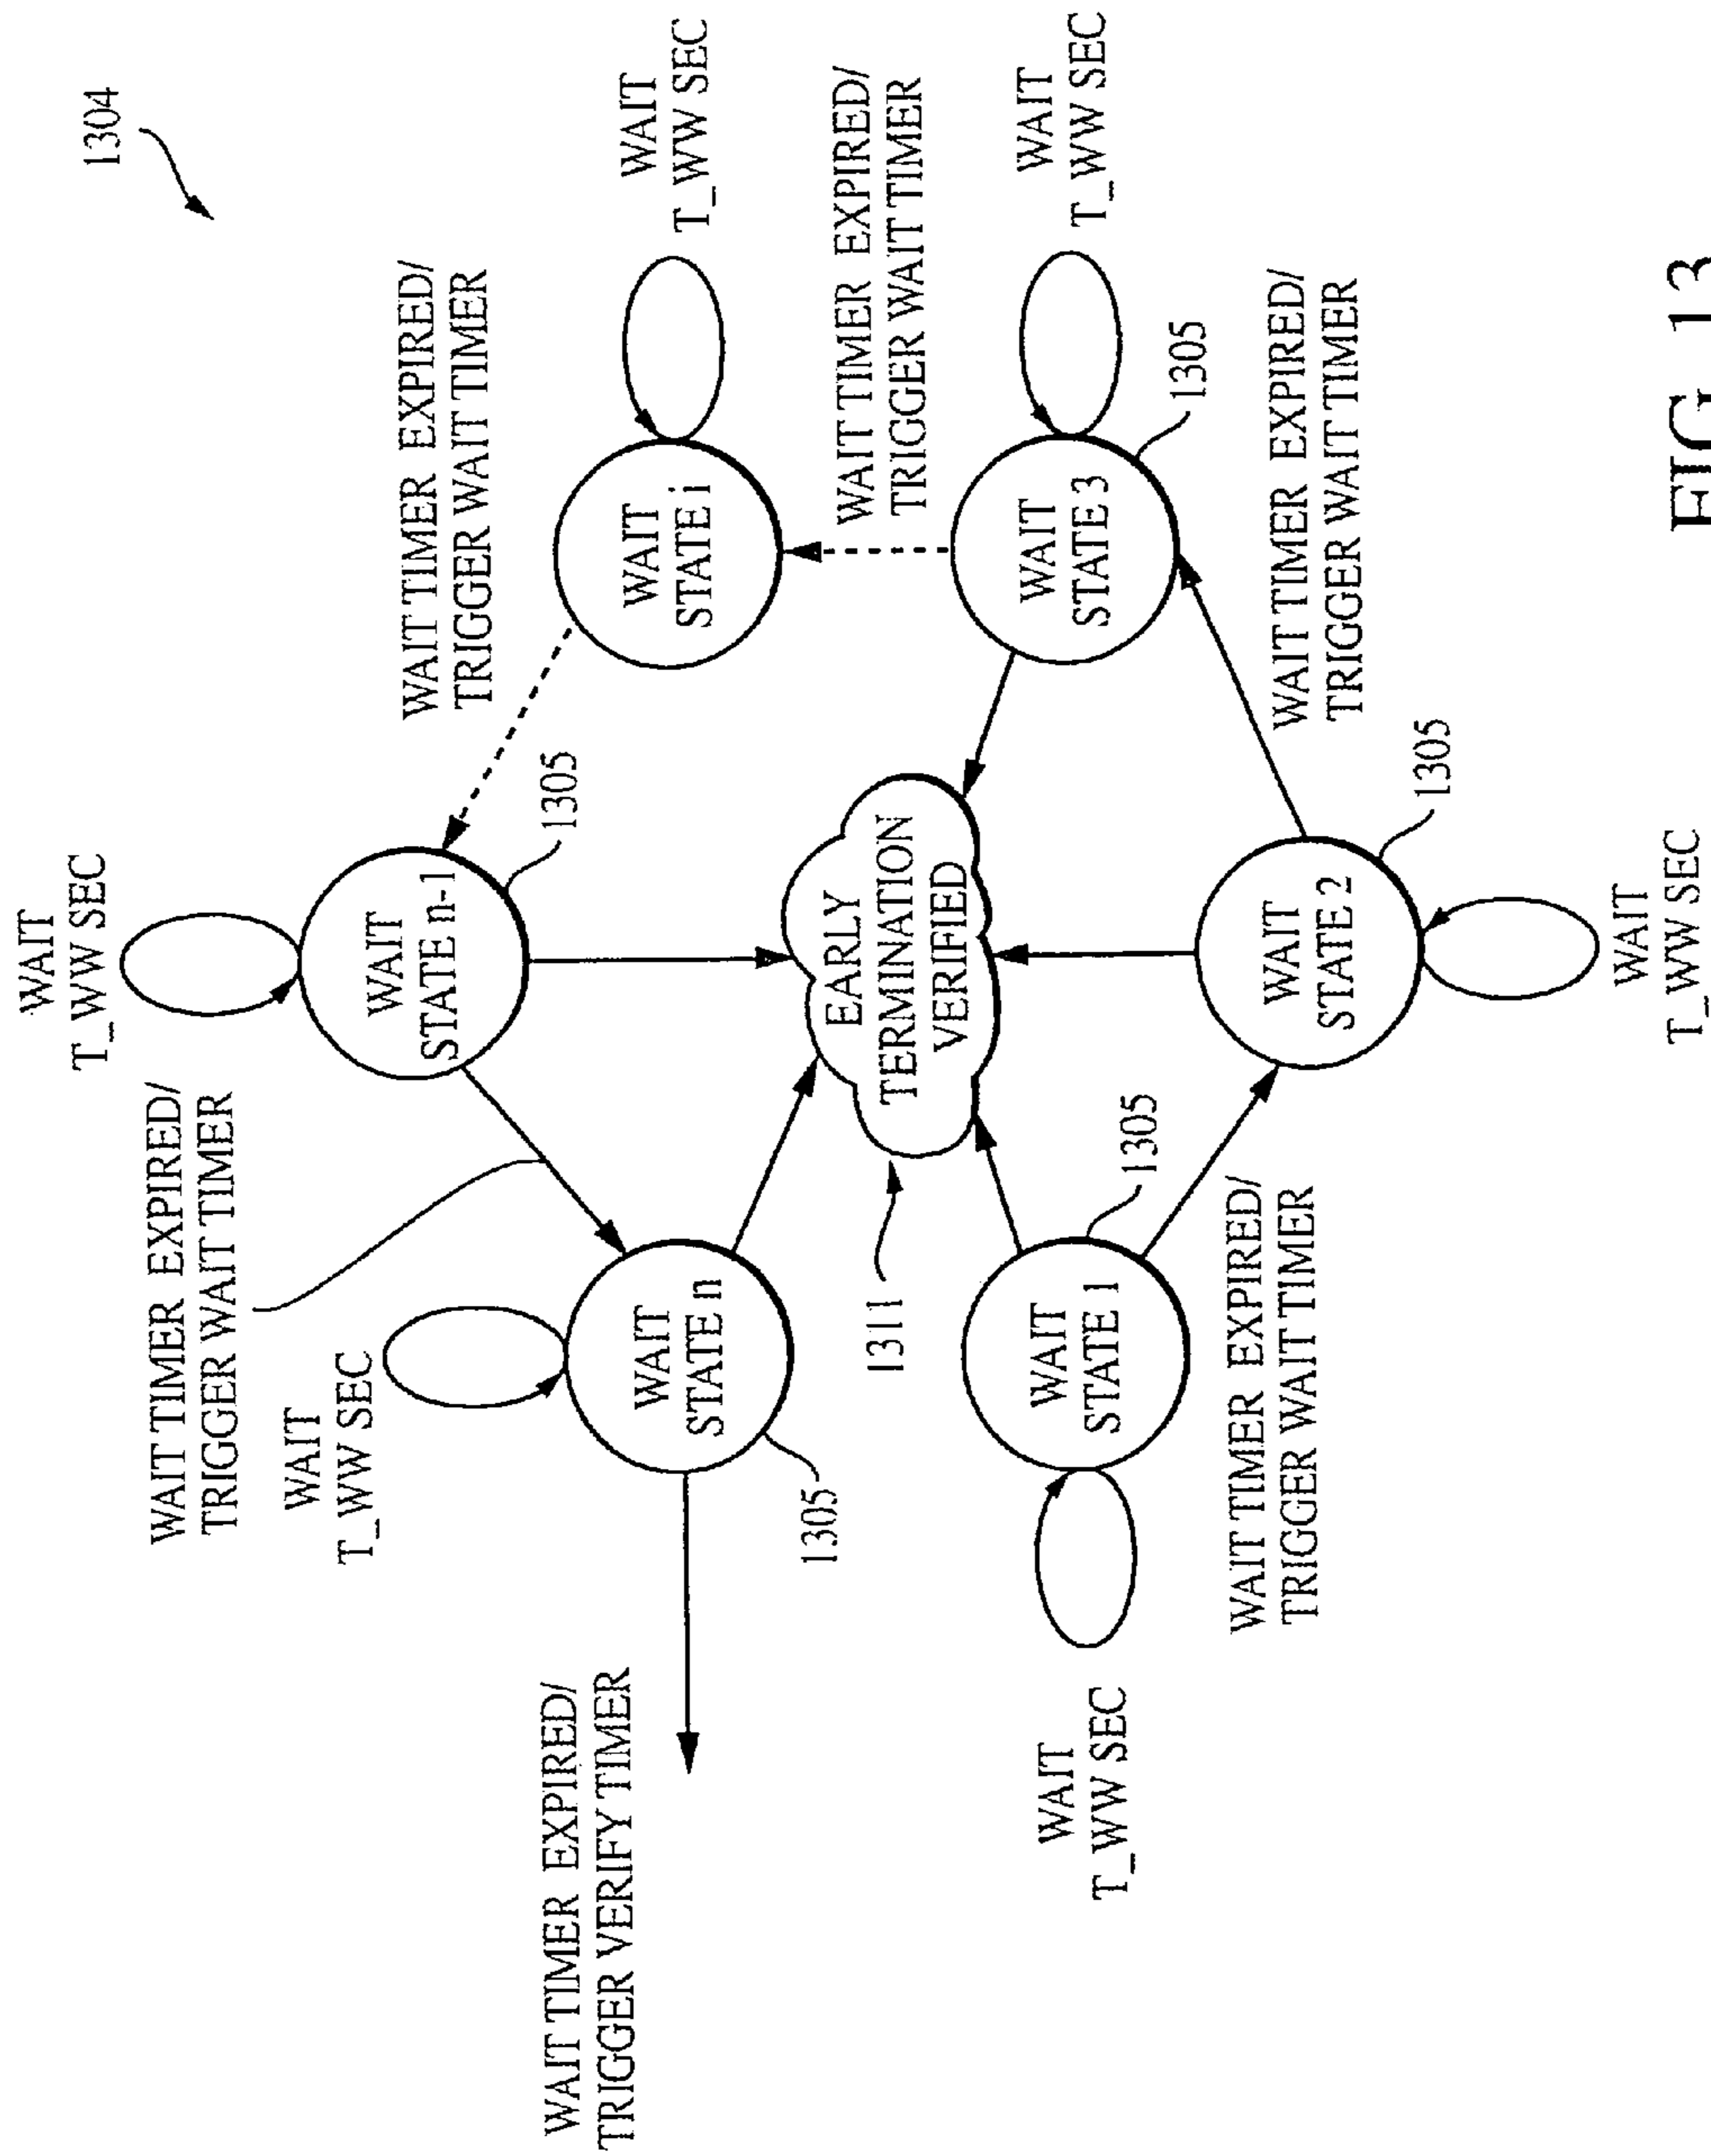 1304
WAIT
T_WW SEC
WAIT TIMER EXPIRED/
TRIGGER WAIT TIMER
WAIT
T_WW SEC
WAIT TIMER EXPIRED/
TRIGGER WAIT TIMER
WAIT
STATE n-1
1305
WAIT TIMER EXPIRED/
TRIGGER VERIFY TIMER
WAIT
STATE n
1305
WAIT
STATE i
WAIT
T_WW SEC
WAIT TIMER EXPIRED/
TRIGGER WAIT TIMER
1311
EARLY
TERMINATION
VERIFIED
WAIT
T_WW SEC
WAIT
STATE 1
1305
WAIT
STATE 3
1305
WAIT
T_WW SEC
WAIT TIMER EXPIRED/
TRIGGER WAIT TIMER
WAIT
STATE 2
1305
WAIT TIMER EXPIRED/
TRIGGER WAIT TIMER
WAIT
T_WW SEC
FIG. 13